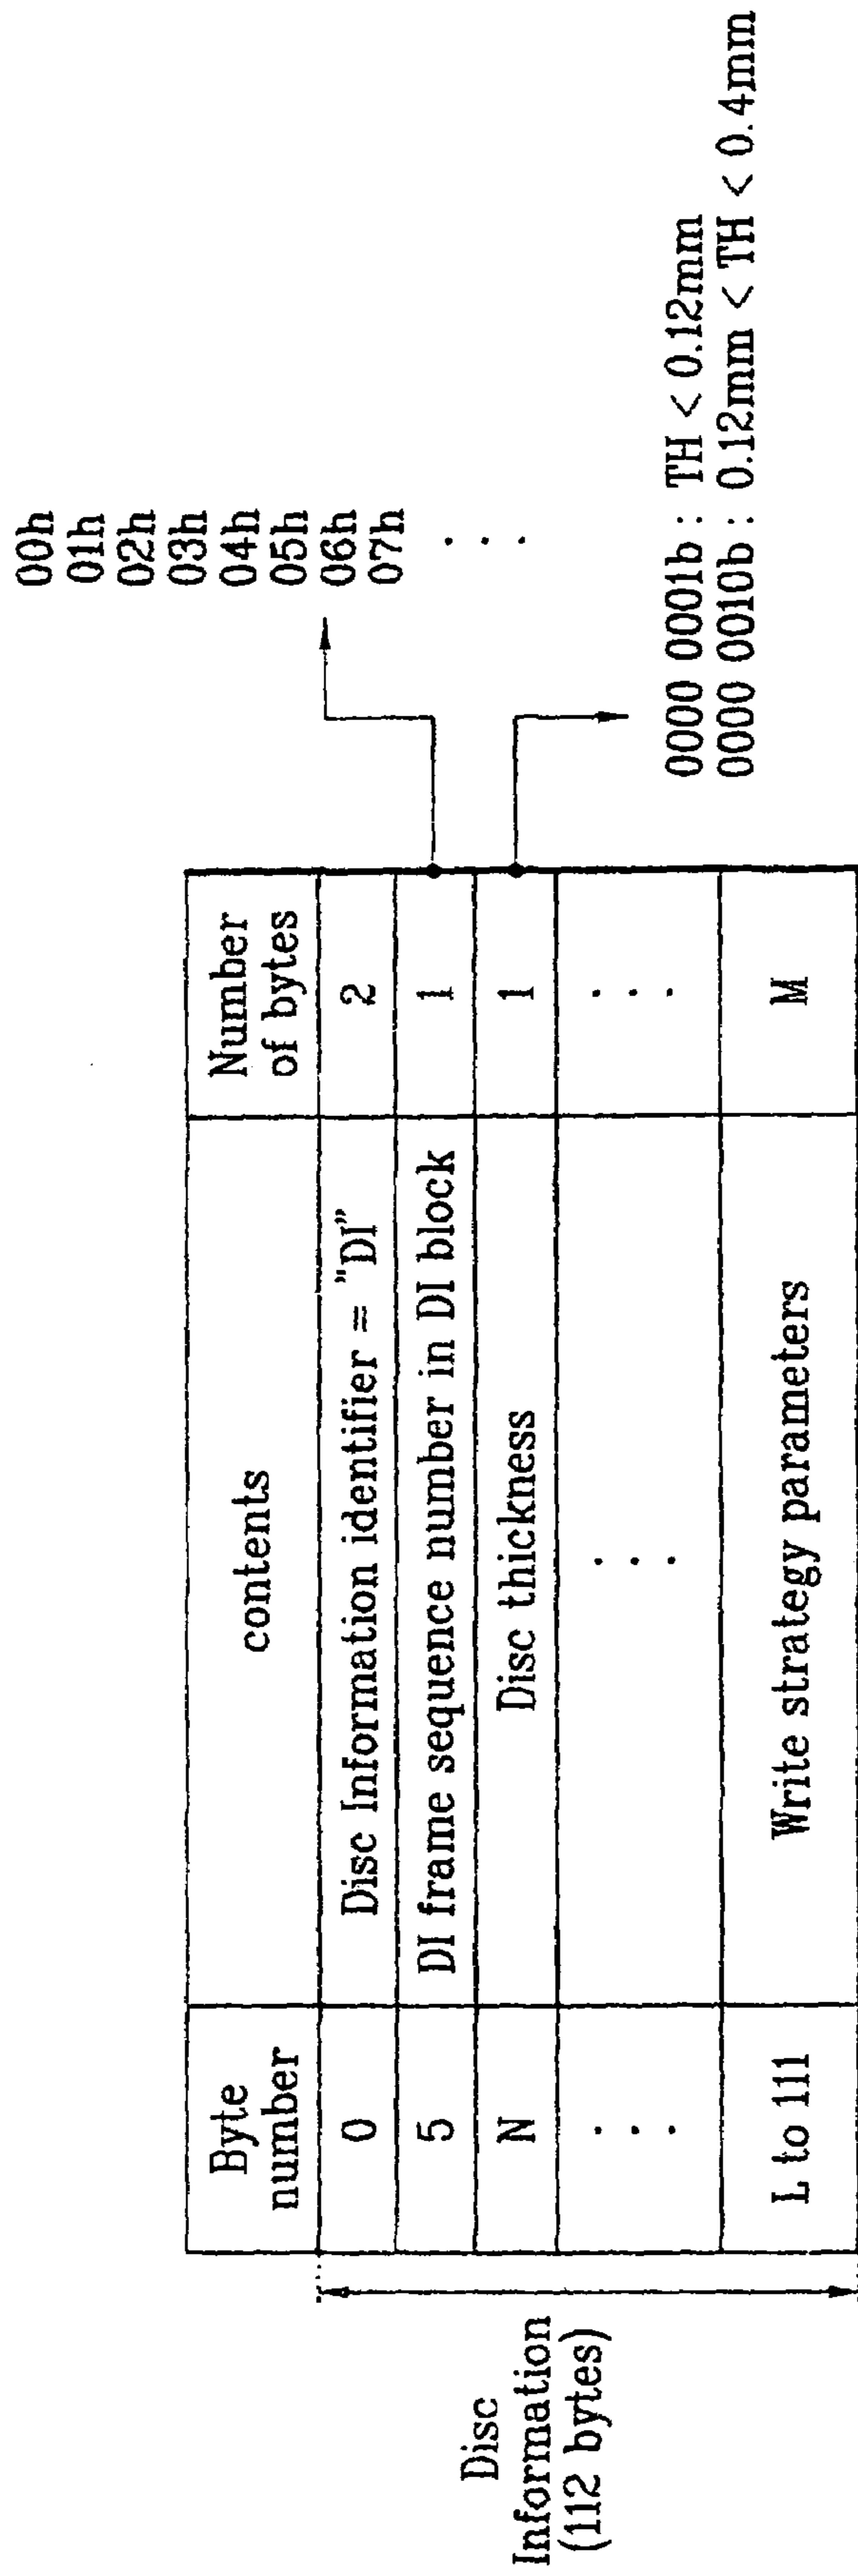 Disc
Information
(112 bytes)
Byte
number
contents
Number
of bytes
0
Disc Information identifier = "DI"
2
5
DI frame sequence number in DI block
1
N
Disc thickness
1
. . .
. . .
. . .
L to 111
Write strategy parameters
M
00h
01h
02h
03h
04h
05h
06h
07h
. . .
0000 0001b : TH < 0.12mm
0000 0010b : 0.12mm < TH < 0.4mm